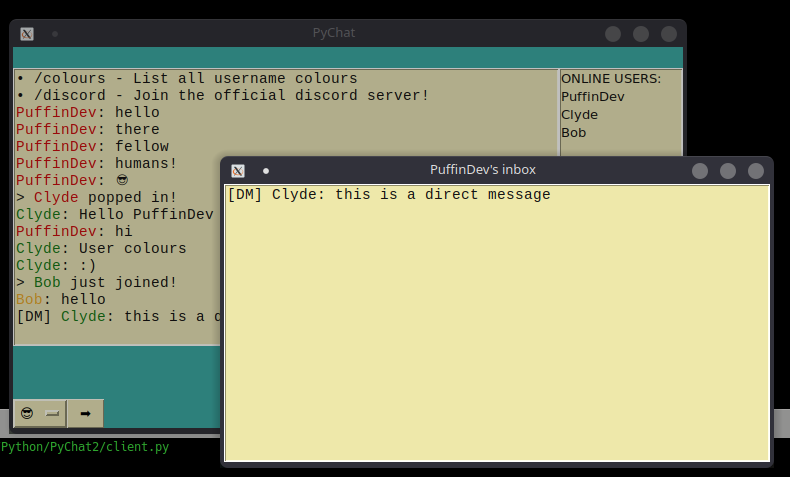 PyChat
• /colours - List all username colours
• /discord - Join the official discord server!
PuffinDev: hello
PuffinDev: there
PuffinDev: fellow
PuffinDev: humans!
PuffinDev: 😎
> Clyde popped in!
Clyde: Hello PuffinDev
PuffinDev: hi
Clyde: User colours
Clyde: :)
> Bob just joined!
Bob: hello
[DM] Clyde: this is a
ONLINE USERS:
PuffinDev
Clyde
Bob
PuffinDev's inbox
[DM] Clyde: this is a direct message
😎
➡
Python/PyChat2/client.py